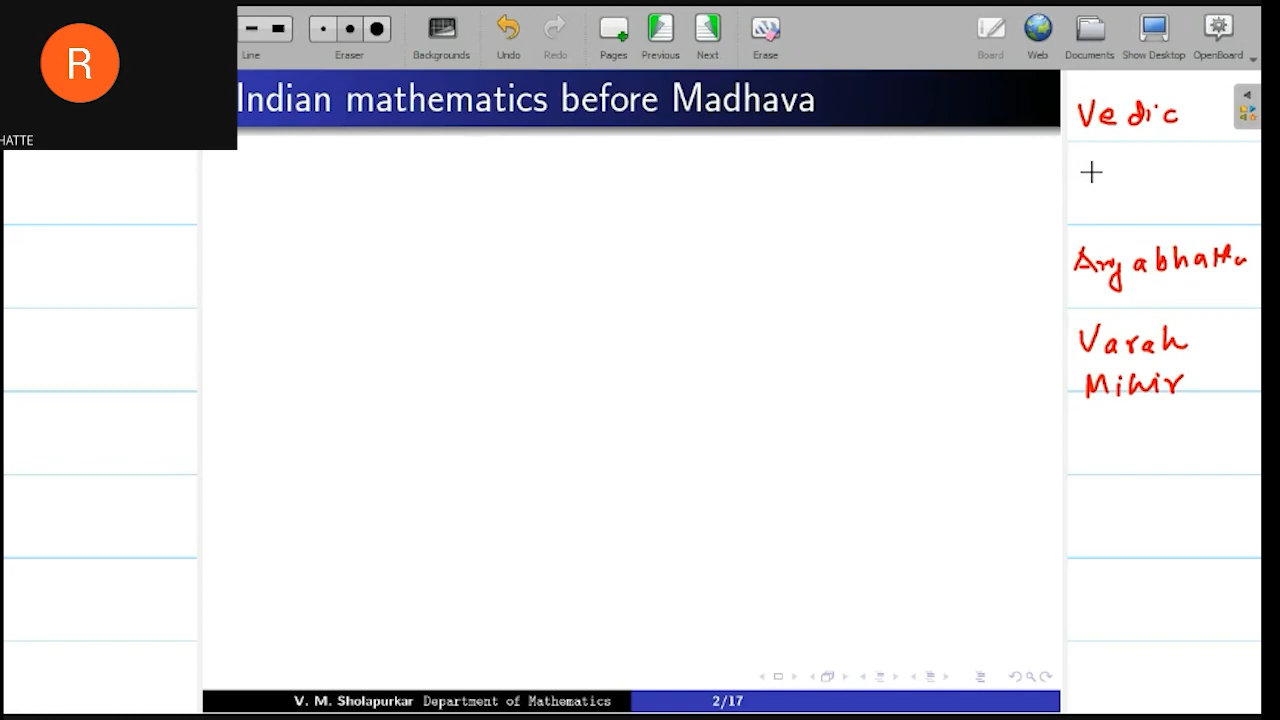 R
HATTE
Line
Eraser
Backgrounds
Undo
Redo
Pages
Previous
Next
Erase
Board
Web
Documents
Show Desktop
OpenBoard
Indian mathematics before Madhava
Vedic
Aryabhatta
Varah
Mihir
V. M. Sholapurkar Department of Mathematics
2/17